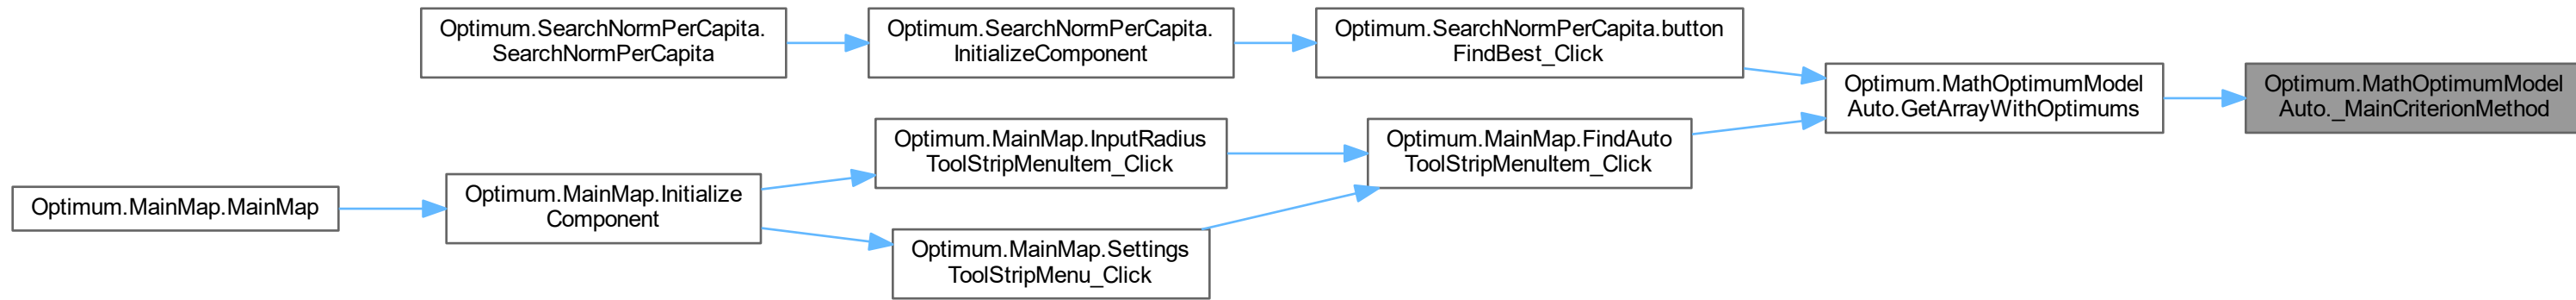 Optimum.SearchNormPerCapita.
SearchNormPerCapita
Optimum.SearchNormPerCapita.
InitializeComponent
Optimum.SearchNormPerCapita.button
FindBest_Click
Optimum.MathOptimumModel
Auto.GetArrayWithOptimums
Optimum.MathOptimumModel
Auto._MainCriterionMethod
Optimum.MainMap.InputRadius
ToolStripMenuItem_Click
Optimum.MainMap.FindAuto
ToolStripMenuItem_Click
Optimum.MainMap.MainMap
Optimum.MainMap.Initialize
Component
Optimum.MainMap.Settings
ToolStripMenu_Click